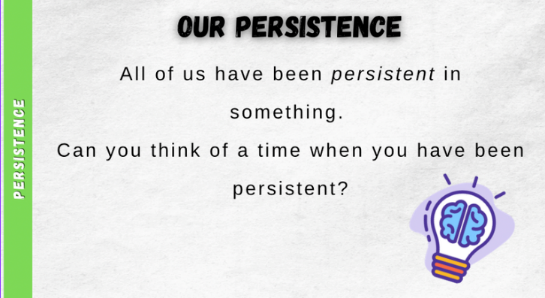 OUR PERSISTENCE
All of us have been persistent in
something.
Can you think of a time when you have been
persistent?
PERSISTENCE